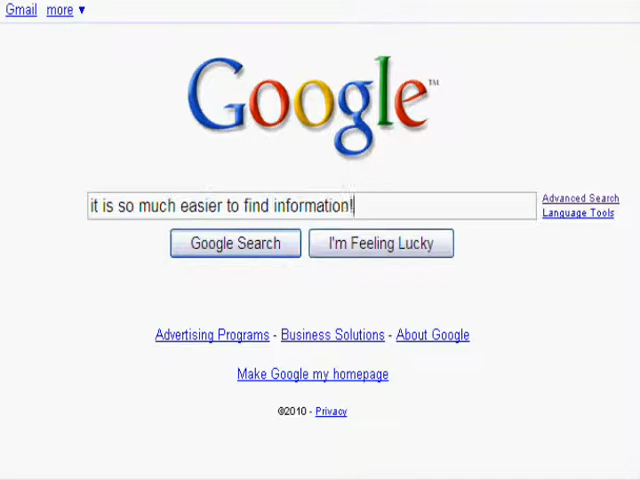 Gmail more ▼
Google™
it is so much easier to find information!
Advanced Search
Language Tools
Google Search I'm Feeling Lucky
Advertising Programs - Business Solutions - About Google
Make Google my homepage
©2010 - Privacy